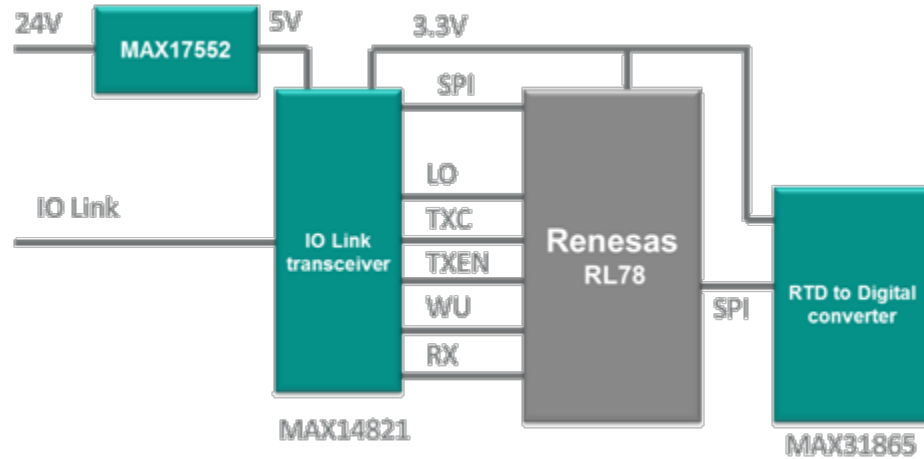 24V
MAX17552
5V
3.3V
SPI
LO
IO Link
TXC
IO Link
transceiver
TXEN
WU
RX
Renesas
RL78
SPI
RTD to Digital
converter
MAX14821
MAX31865